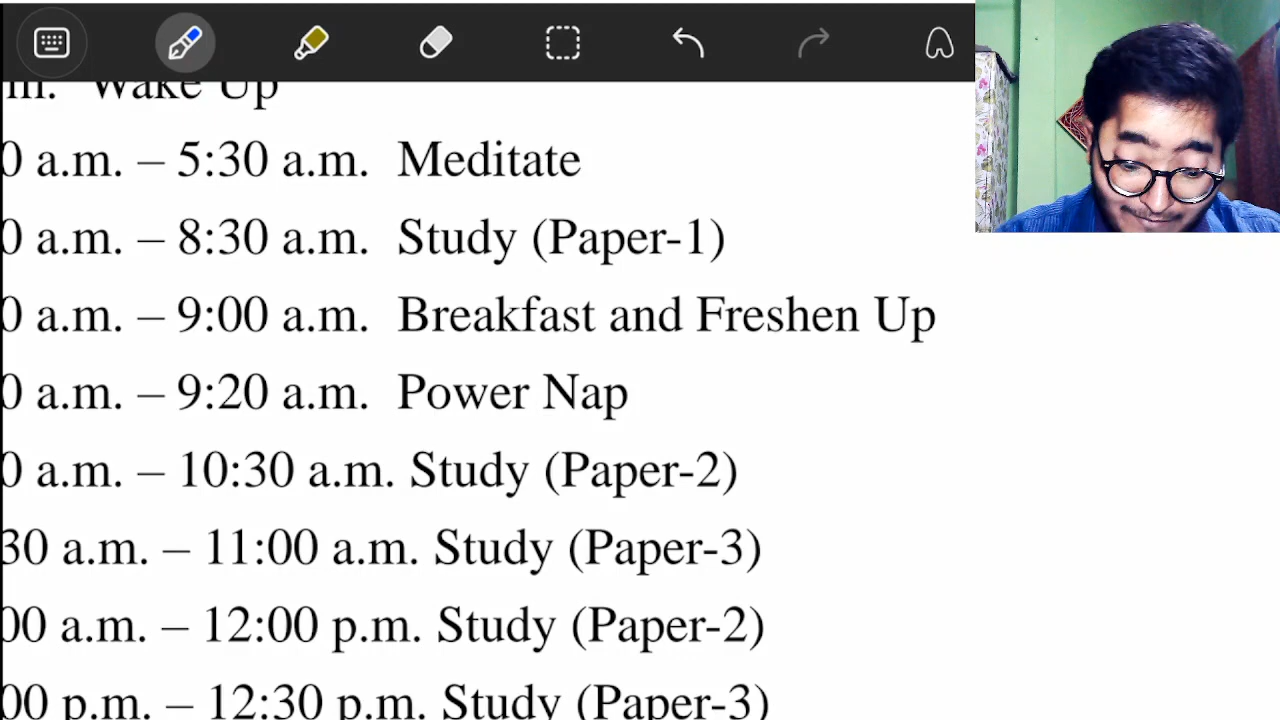 m. Wake Up
0 a.m. – 5:30 a.m. Meditate
0 a.m. – 8:30 a.m. Study (Paper-1)
0 a.m. – 9:00 a.m. Breakfast and Freshen Up
0 a.m. – 9:20 a.m. Power Nap
0 a.m. – 10:30 a.m. Study (Paper-2)
30 a.m. – 11:00 a.m. Study (Paper-3)
00 a.m. – 12:00 p.m. Study (Paper-2)
00 p.m. – 12:30 p.m. Study (Paper-3)